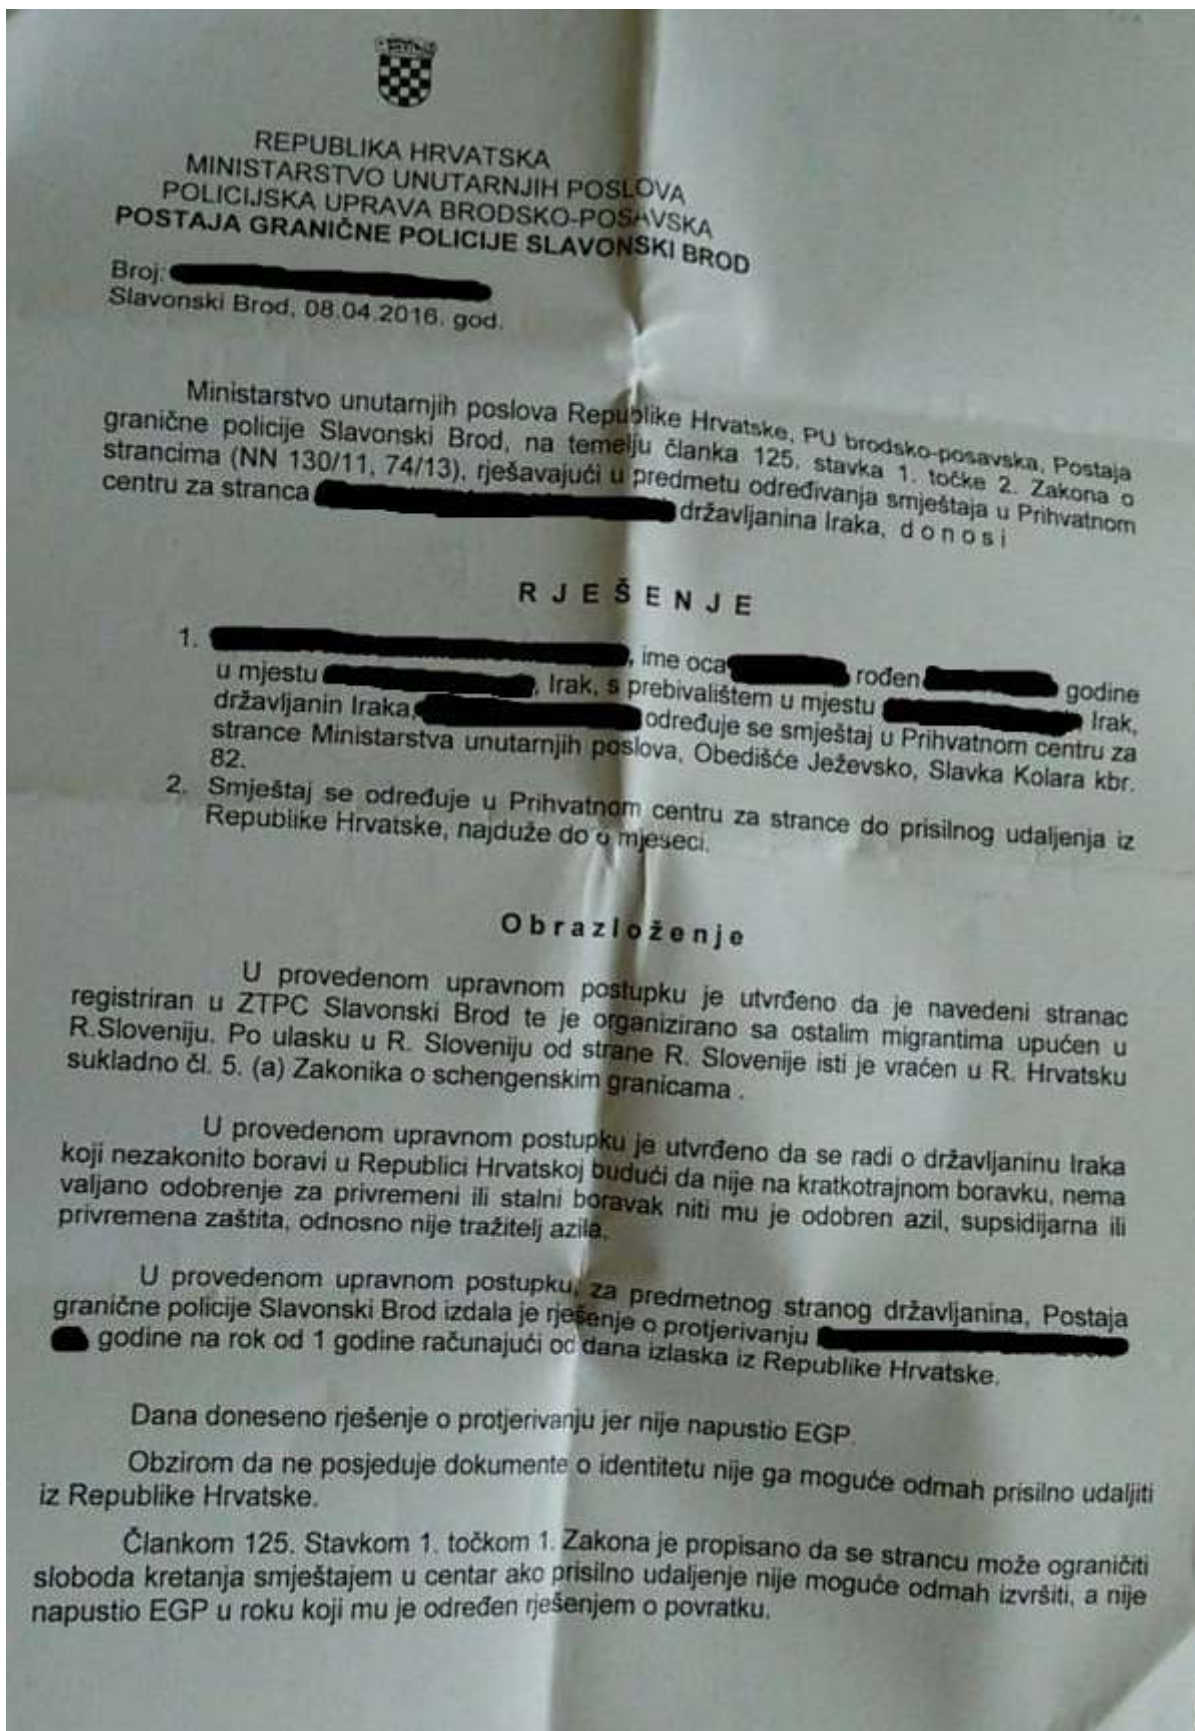 REPUBLIKA HRVATSKA
MINISTARSTVO UNUTARNJIH POSLOVA
POLICIJSKA UPRAVA BRODSKO-POSAVSKA
POSTAJA GRANIČNE POLICIJE SLAVONSKI BROD
Broj:
Slavonski Brod, 08.04.2016. god.
Ministarstvo unutarnjih poslova Republike Hrvatske, PU brodsko-posavska, Postaja
granične policije Slavonski Brod, na temelju članka 125. stavka 1. točke 2. Zakona o
strancima (NN 130/11, 74/13), rješavajući u predmetu određivanja smještaja u Prihvatnom
centru za stranca državljanina Iraka, d o n o s i
R J E Š E N J E
1. , ime oca rođen godine
u mjestu , Irak, s prebivalištem u mjestu Irak,
državljanin Iraka, određuje se smještaj u Prihvatnom centru za
strance Ministarstva unutarnjih poslova, Obedišće Ježevsko, Slavka Kolara kbr.
82.
2. Smještaj se određuje u Prihvatnom centru za strance do prisilnog udaljenja iz
Republike Hrvatske, najduže do mjeseci.
O b r a z l o ž e n j e
U provedenom upravnom postupku je utvrđeno da je navedeni stranac
registriran u ZTPC Slavonski Brod te je organizirano sa ostalim migrantima upućen u
R.Sloveniju. Po ulasku u R. Sloveniju od strane R. Slovenije isti je vraćen u R. Hrvatsku
sukladno čl. 5. (a) Zakonika o schengenskim granicama .
U provedenom upravnom postupku je utvrđeno da se radi o državljaninu Iraka
koji nezakonito boravi u Republici Hrvatskoj budući da nije na kratkotrajnom boravku, nema
valjano odobrenje za privremeni ili stalni boravak niti mu je odobren azil, supsidijarna ili
privremena zaštita, odnosno nije tražitelj azila.
U provedenom upravnom postupku, za predmetnog stranog državljanina, Postaja
granične policije Slavonski Brod izdala je rješenje o protjerivanju
godine na rok od 1 godine računajući od dana izlaska iz Republike Hrvatske.
Dana doneseno rješenje o protjerivanju jer nije napustio EGP.
Obzirom da ne posjeduje dokumente o identitetu nije ga moguće odmah prisilno udaljiti
iz Republike Hrvatske.
Člankom 125. Stavkom 1. točkom 1. Zakona je propisano da se strancu može ograničiti
sloboda kretanja smještajem u centar ako prisilno udaljenje nije moguće odmah izvršiti, a nije
napustio EGP u roku koji mu je određen rješenjem o povratku.